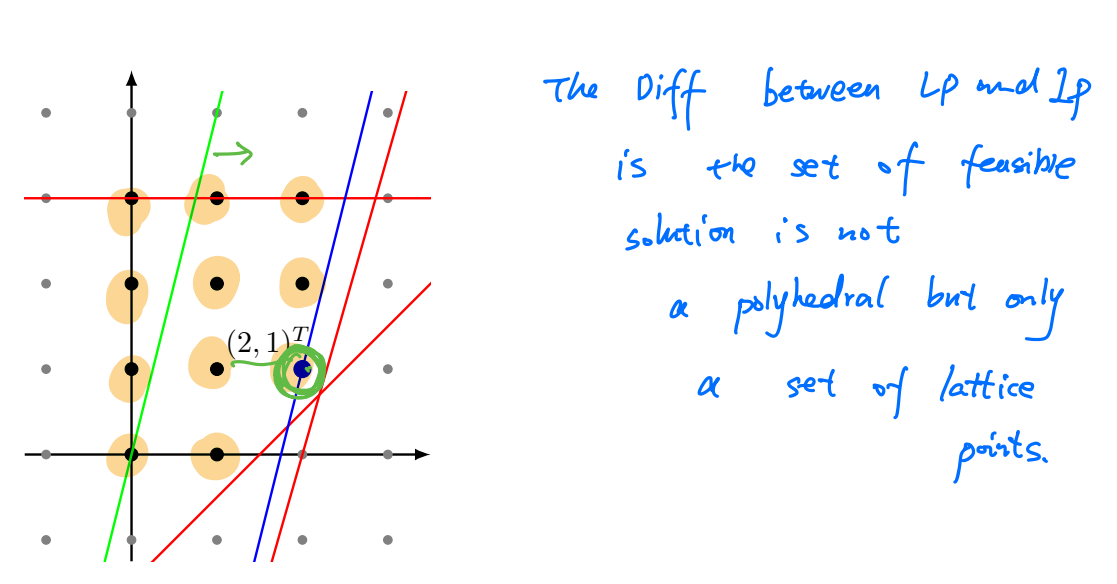 (2, 1)^T
The Diff between LP and IP
is the set of feasible
solution is not
a polyhedral but only
a set of lattice
points.